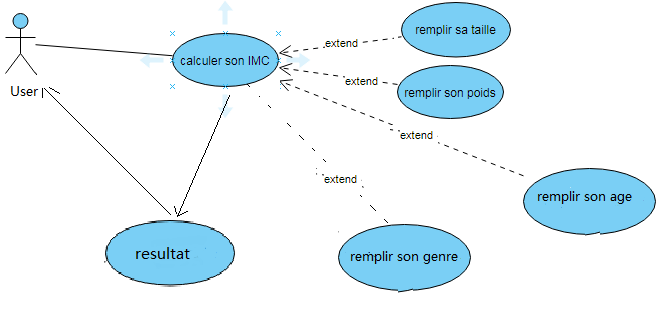 remplir sa taille
extend
calculer son IMC
extend
remplir son poids
User
extend
extend
remplir son age
resultat
remplir son genre